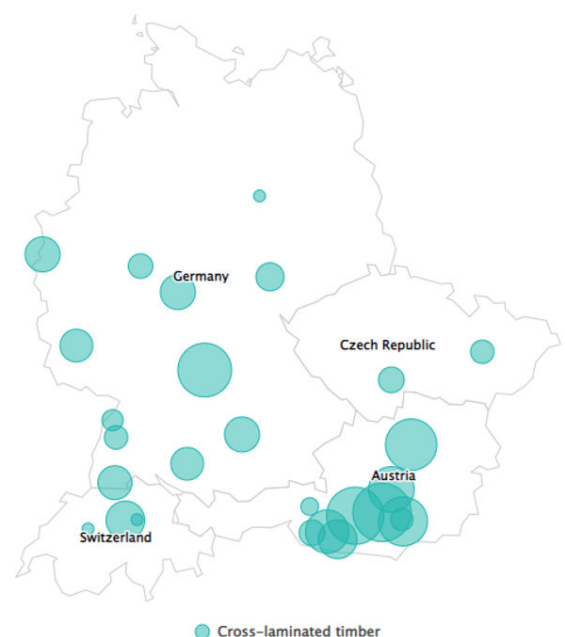 Germany
Czech Republic
Austria
Switzerland
Cross-laminated timber